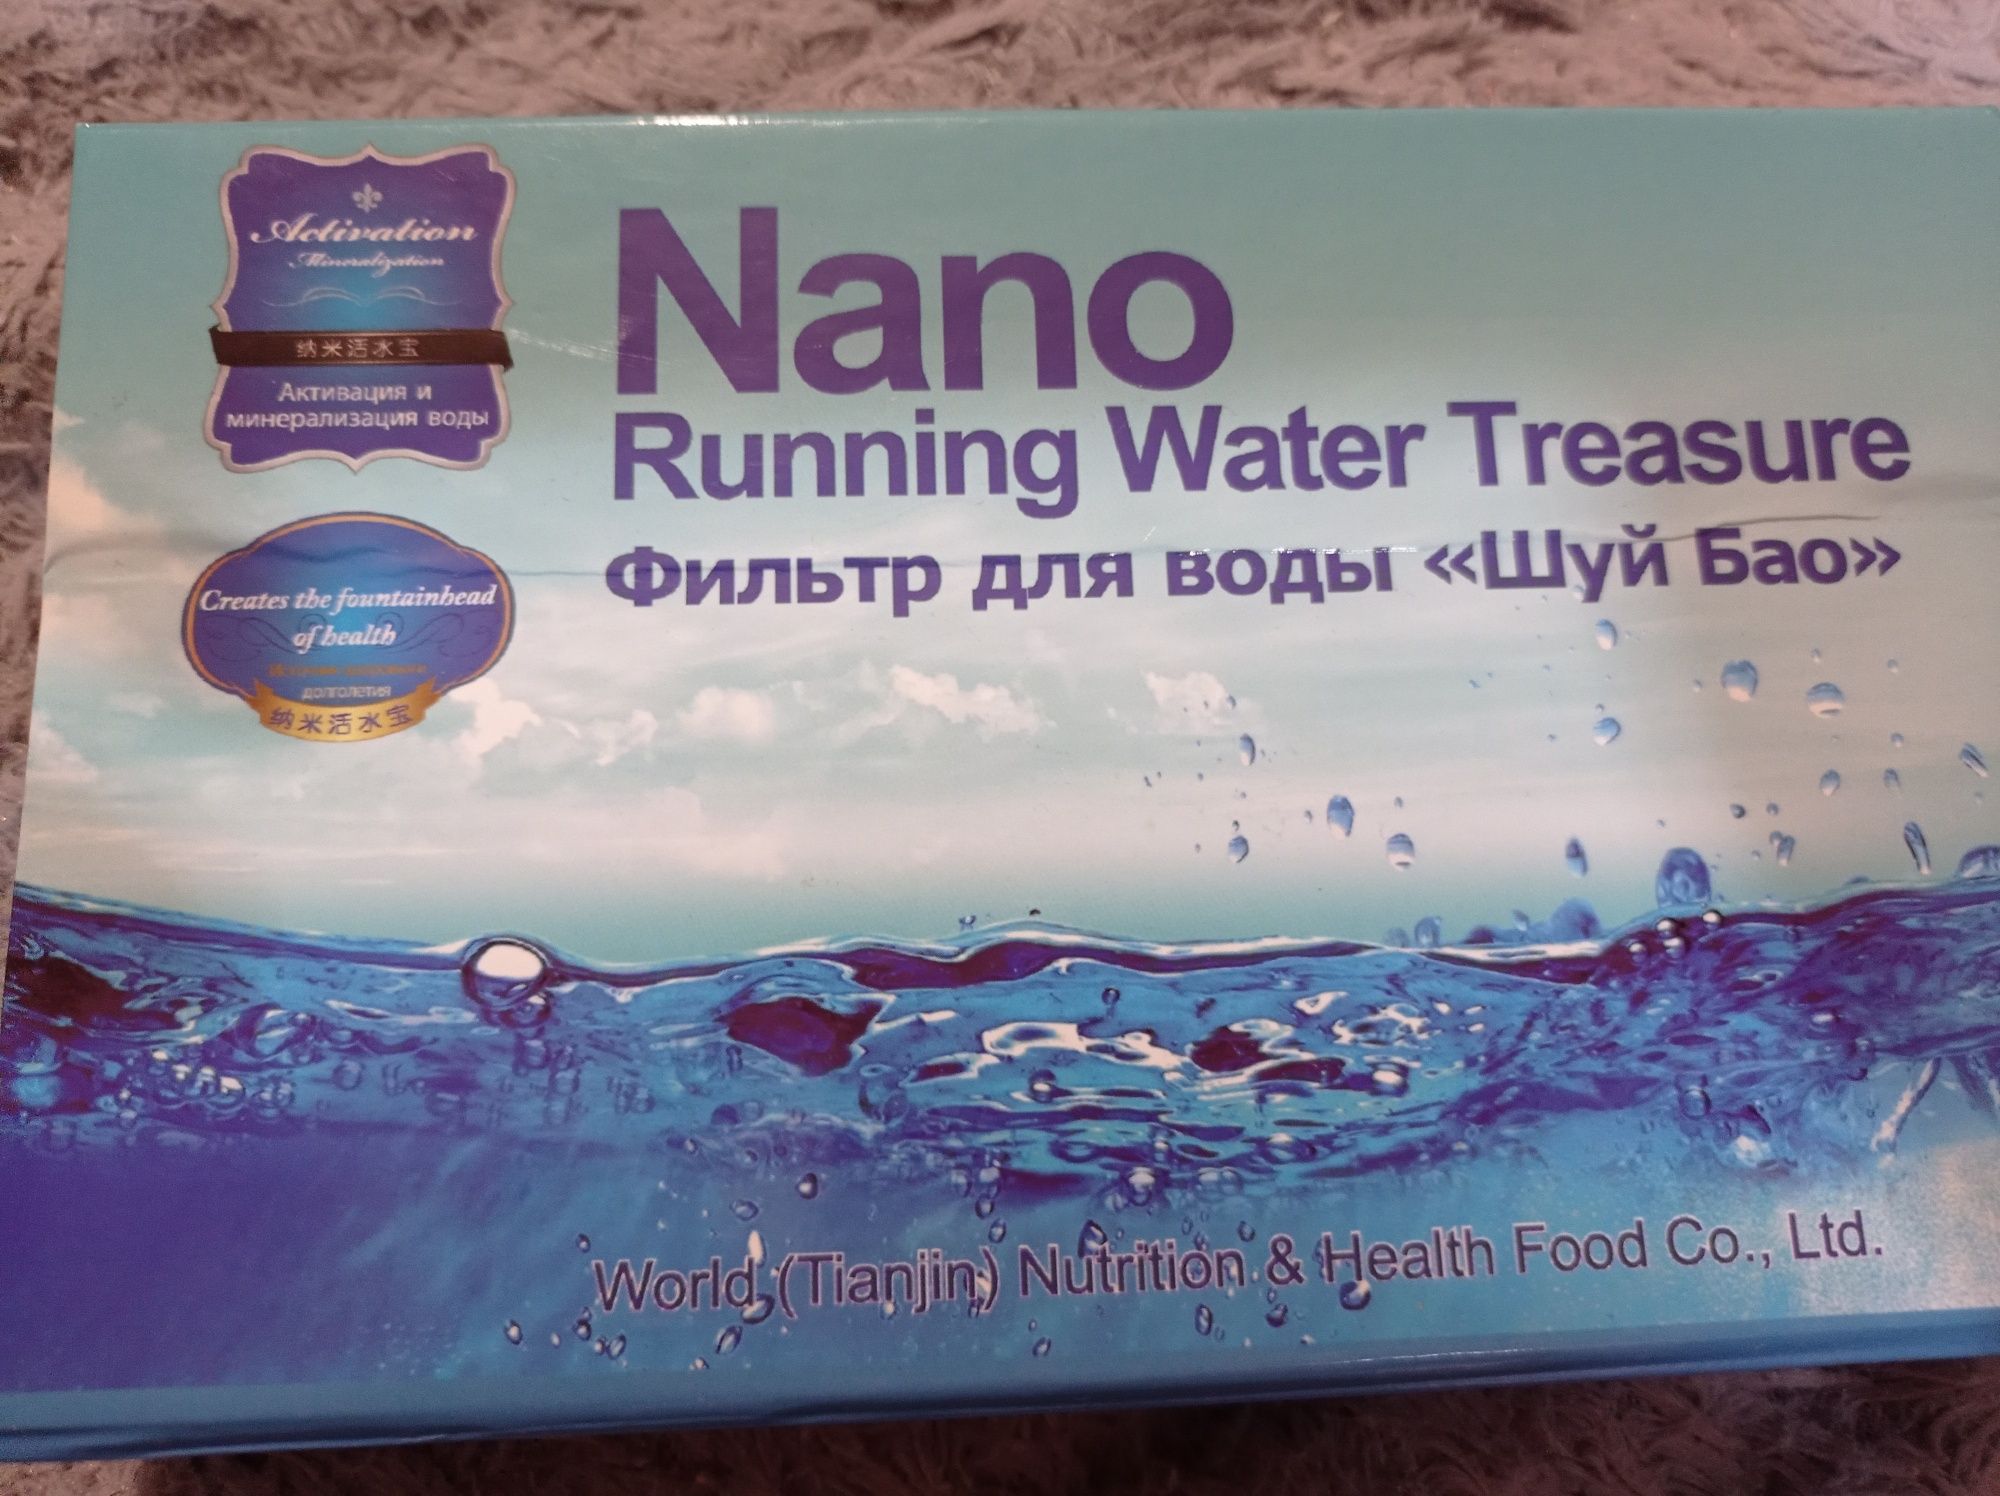 Activation
Mineralization
纳米活水宝
Активация и
минерализация воды
Nano
Running Water Treasure
Фильтр для воды «Шуй Бао»
Creates the fountainhead
of health
долголетия
纳米活水宝
World (Tianjin) Nutrition & Health Food Co., Ltd.